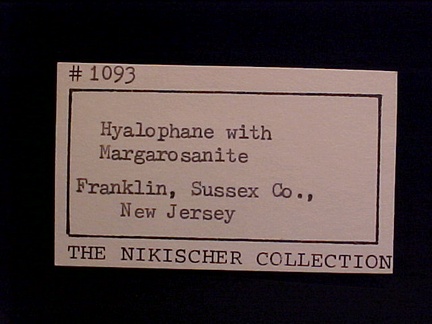 # 1093
Hyalophane with
Margarosanite
Franklin, Sussex Co.,
New Jersey
THE NIKISCHER COLLECTION